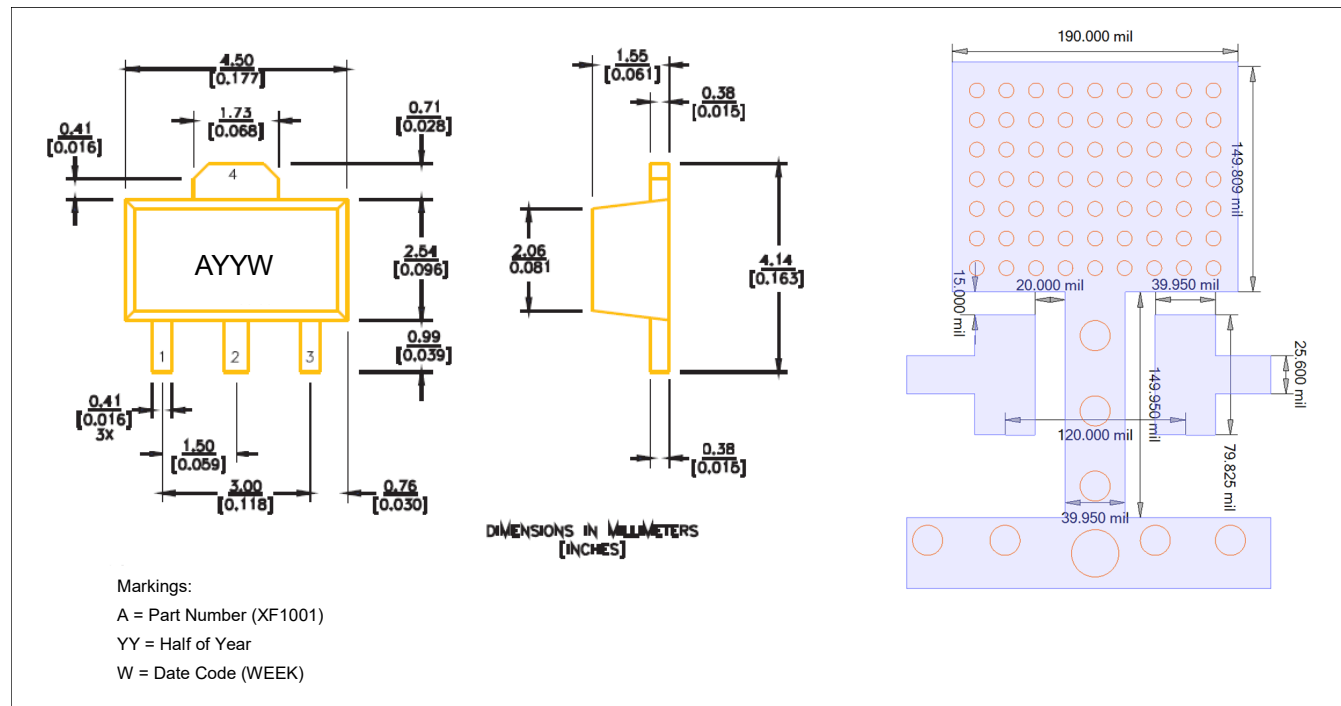 4.50
[0.177]
1.73
[0.068]
0.41
[0.016]
0.71
[0.028]
4
AYYW
2.54
[0.096]
0.99
[0.039]
1
2
3
0.41
[0.016]
3x
1.50
[0.059]
3.00
[0.118]
0.76
[0.030]
1.55
[0.061]
0.38
[0.015]
2.06
0.081
4.14
[0.163]
0.38
[0.015]
DIMENSIONS IN MILLIMETERS
[INCHES]
190.000 mil
149.809 mil
15.000 mil
20.000 mil
39.950 mil
25.600 mil
149.950 mil
120.000 mil
79.825 mil
39.950 mil
Markings:
A = Part Number (XF1001)
YY = Half of Year
W = Date Code (WEEK)